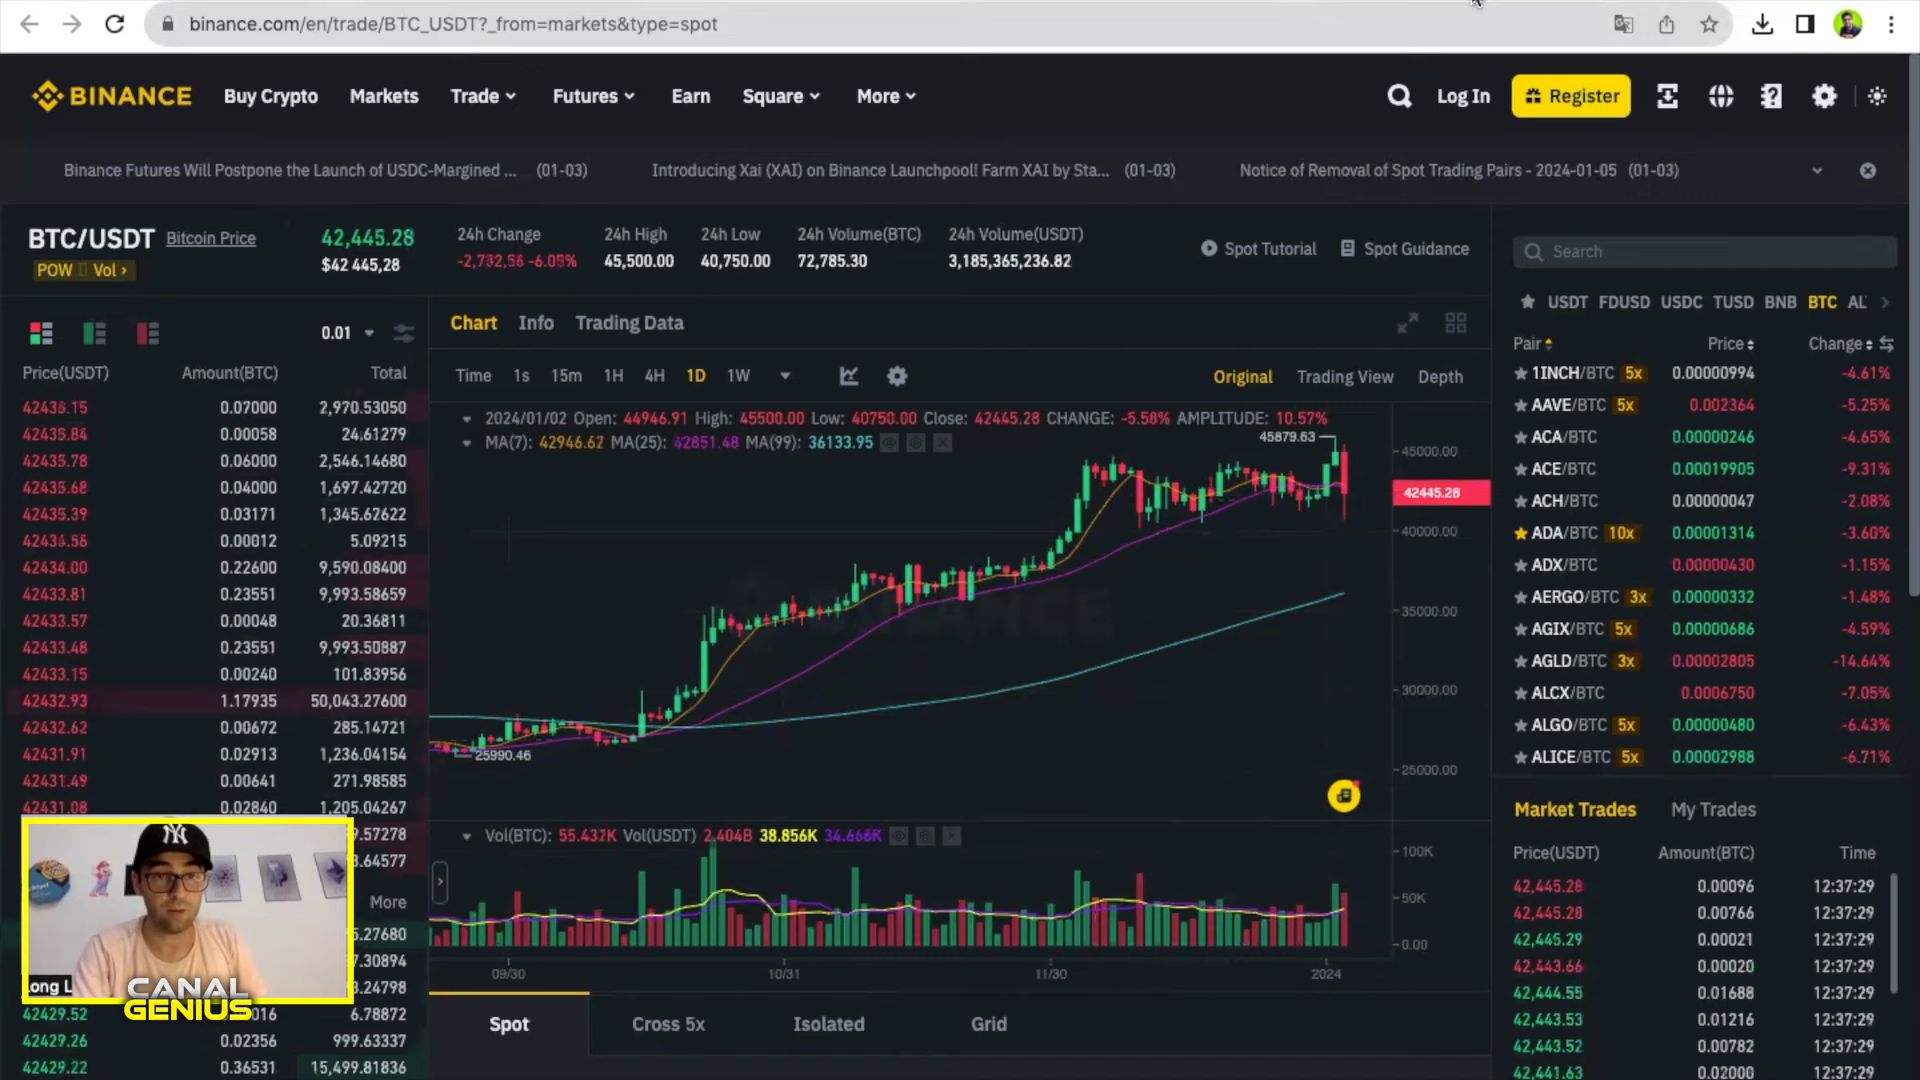 binance.com/en/trade/BTC_USDT?_from=markets&type=spot
BINANCE Buy Crypto Markets Trade Futures Earn Square More Log In Register
Binance Futures Will Postpone the Launch of USDC-Margined ... (01-03) Introducing Xai (XAI) on Binance Launchpool! Farm XAI by Sta... (01-03) Notice of Removal of Spot Trading Pairs - 2024-01-05 (01-03)
BTC/USDT Bitcoin Price
POW Vol ›
42,445.28
$42 445,28
24h Change
24h High
45,500.00
24h Low
40,750.00
24h Volume(BTC)
72,785.30
24h Volume(USDT)
3,185,365,236.82
Spot Tutorial Spot Guidance
0.01
Price(USDT) Amount(BTC) Total
42436.15 0.07000 2,970.53050
42435.84 0.00058 24.61279
42435.78 0.06000 2,546.14680
42435.68 0.04000 1,697.42720
42435.39 0.03171 1,345.62622
42434.56 0.00012 5.09215
42434.00 0.22600 9,590.08400
42433.81 0.23551 9,993.58659
42433.57 0.00048 20.36811
42433.48 0.23551 9,993.50887
42433.15 0.00240 101.83956
42432.93 1.17935 50,043.27600
42432.62 0.00672 285.14721
42431.91 0.02913 1,236.04154
42431.49 0.00641 271.98585
42431.08 0.02840 1,205.04267
9.57278
3.64577
More
5.27680
7.30894
3.24798
42429.52 016 6.78872
42429.26 0.02356 999.63337
42429.22 0.36531 15,499.81836
NY
ong L
CANAL
GENIUS
Chart Info Trading Data
Time 1s 15m 1H 4H 1D 1W Original Trading View Depth
2024/01/02 Open: 44946.91 High: 45500.00 Low: 40750.00 Close: 42445.28 CHANGE: -5.58% AMPLITUDE: 10.57%
MA(7): 42946.62 MA(25): 42851.48 MA(99): 36133.95
45879.63
45000.00
42445.28
40000.00
35000.00
30000.00
25990.46
25000.00
BINANCE
Vol(BTC): 55.432K Vol(USDT) 2.404B 38.856K 34.668K
100K
50K
0.00
09/30 10/31 11/30 2024
Spot Cross 5x Isolated Grid
Search
USDT FDUSD USDC TUSD BNB BTC
Pair Price Change
1INCH/BTC 5x 0.00000994 -4.61%
AAVE/BTC 5x 0.002364 -5.25%
ACA/BTC 0.00000246 -4.65%
ACE/BTC 0.00019905 -9.31%
ACH/BTC 0.00000047 -2.08%
ADA/BTC 10x 0.00001314 -3.60%
ADX/BTC 0.00000430 -1.15%
AERGO/BTC 3x 0.00000332 -1.48%
AGIX/BTC 5x 0.00000686 -4.59%
AGLD/BTC 3x 0.00002805 -14.64%
ALCX/BTC 0.0006750 -7.05%
ALGO/BTC 5x 0.00000480 -6.43%
ALICE/BTC 5x 0.00002988 -6.71%
Market Trades My Trades
Price(USDT) Amount(BTC) Time
42,445.28 0.00096 12:37:29
42,445.28 0.00766 12:37:29
42,445.29 0.00021 12:37:29
42,443.66 0.00020 12:37:29
42,444.55 0.01688 12:37:29
42,443.53 0.01216 12:37:29
42,443.52 0.00782 12:37:29
42,441.63 0.02000 12:37:29